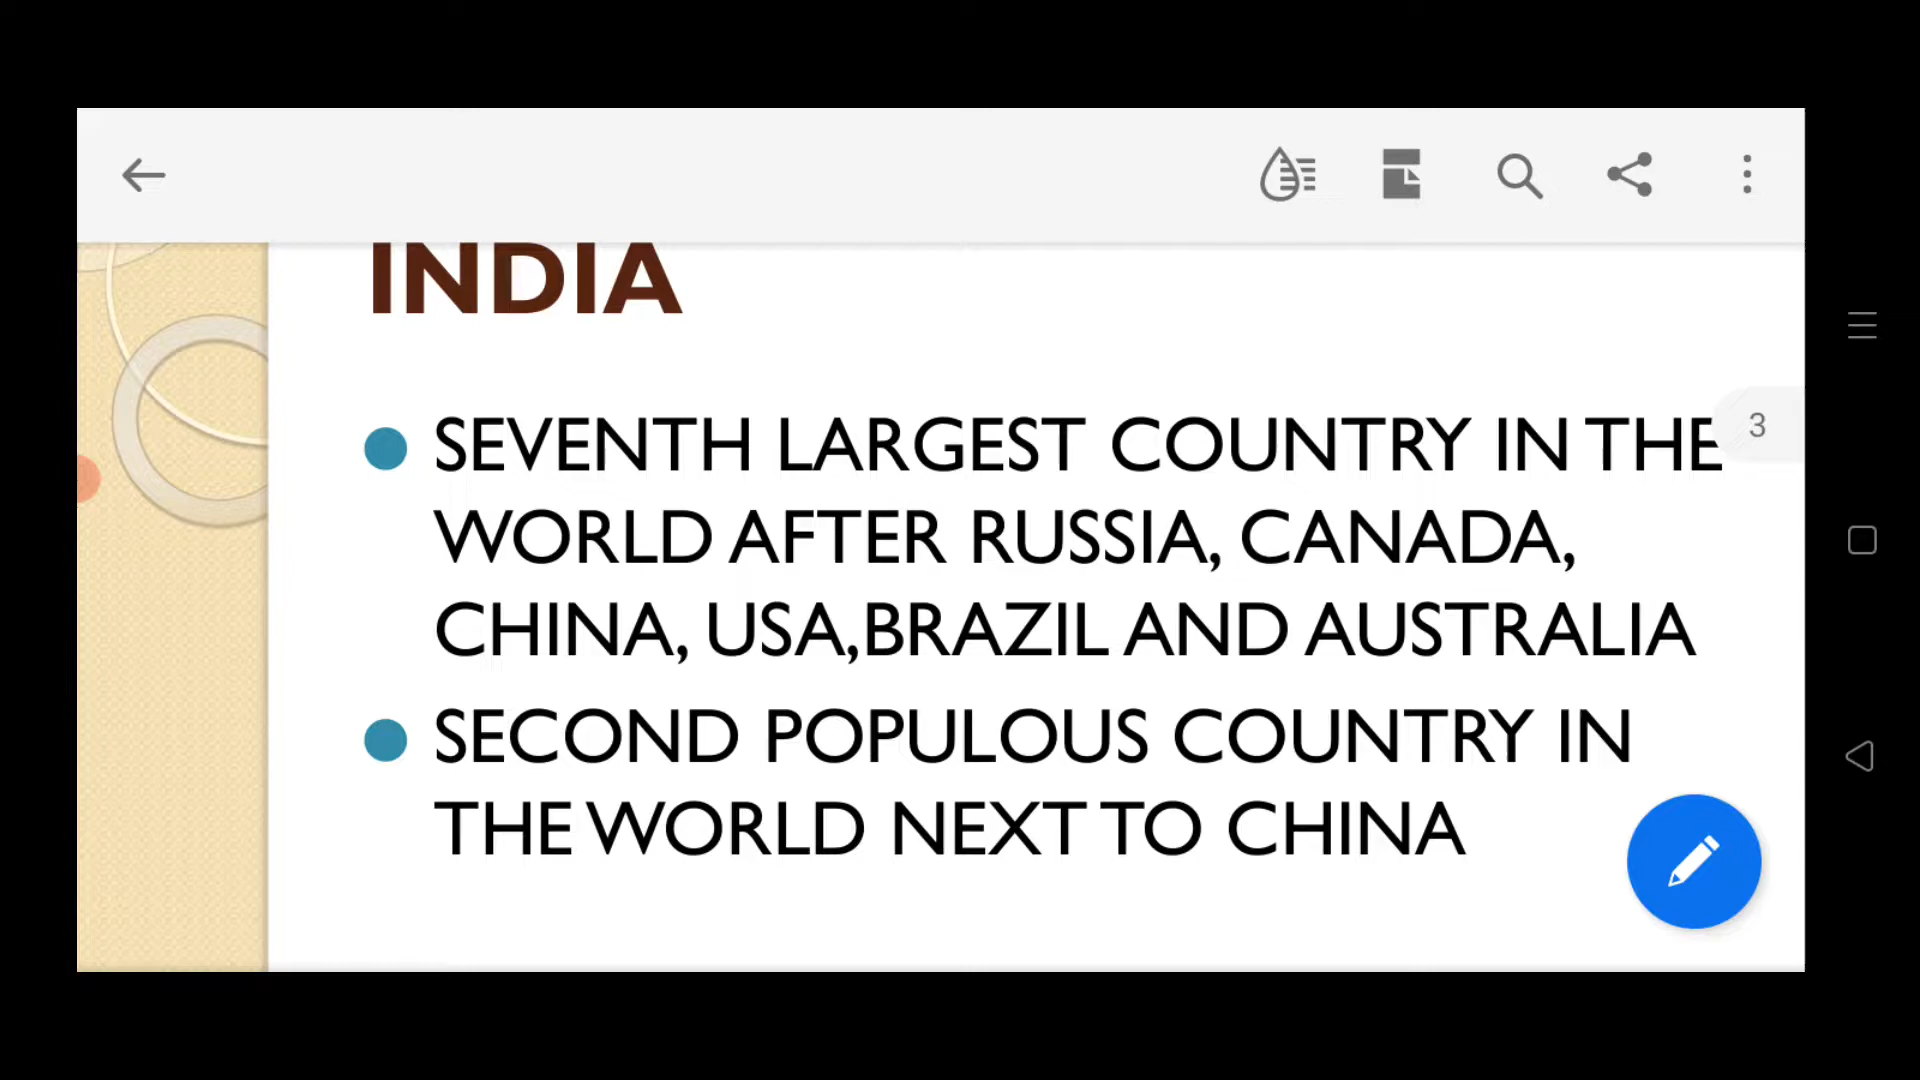 INDIA
SEVENTH LARGEST COUNTRY IN THE
3
WORLD AFTER RUSSIA, CANADA,
CHINA, USA,BRAZIL AND AUSTRALIA
SECOND POPULOUS COUNTRY IN
THE WORLD NEXT TO CHINA